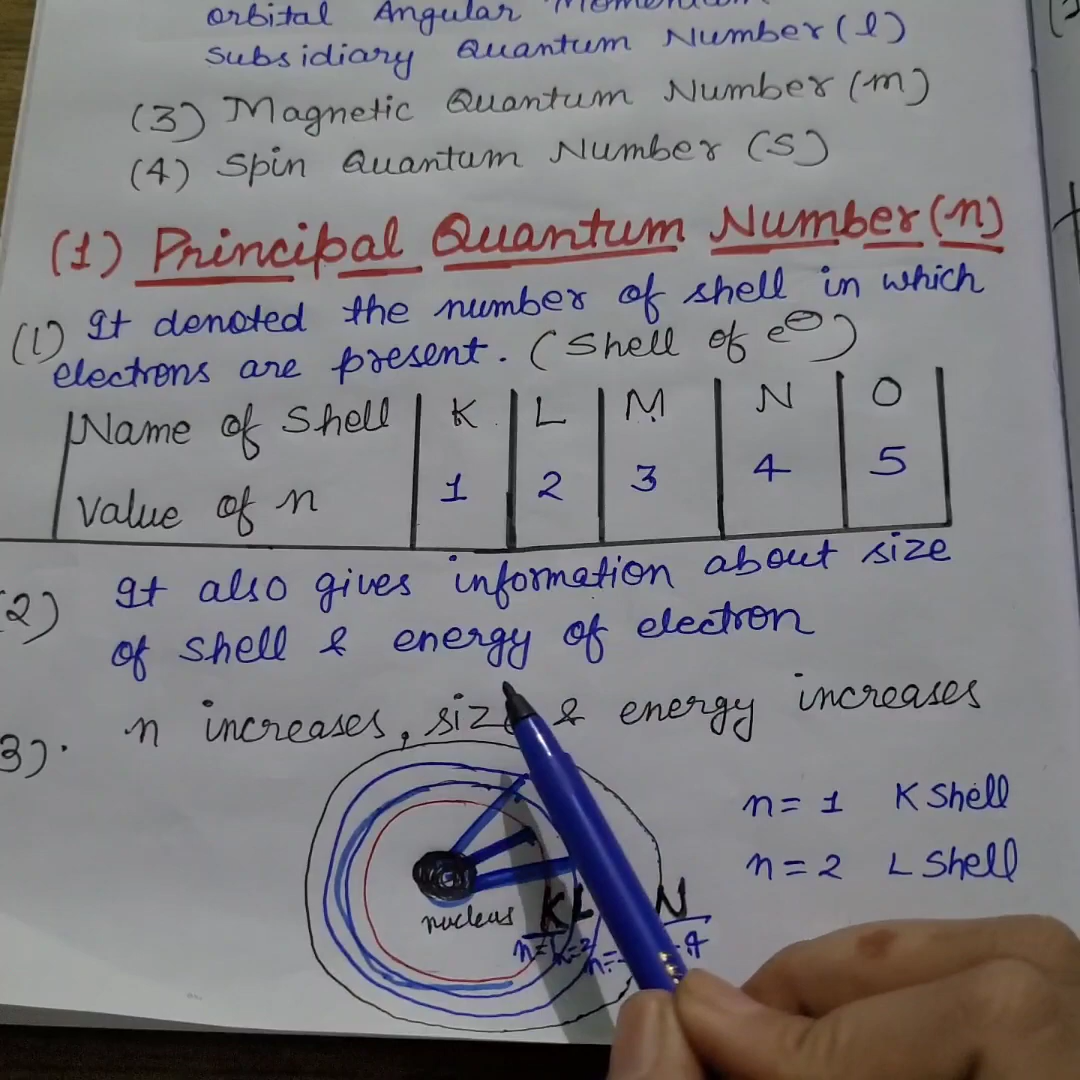 orbital Angular Momentum
Subsidiary Quantum Number (l)
(3) Magnetic Quantum Number (m)
(4) Spin Quantum Number (S)
(1) Principal Quantum Number (n)
(1) It denoted the number of shell in which
electrons are present. (Shell of e⊖)
Name of Shell K L M N O
Value of n 1 2 3 4 5
(2) It also gives information about size
of shell & energy of electron
3). n increases, size & energy increases
n = 1 K Shell
n = 2 L Shell
nucleus K L N